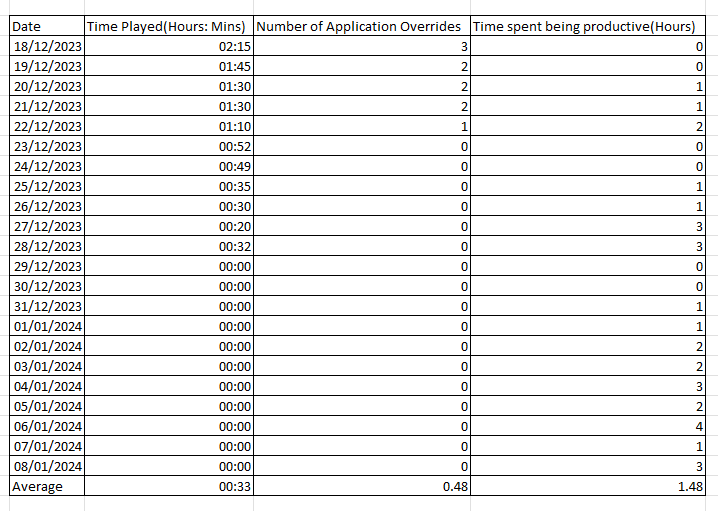 Date Time Played(Hours: Mins) Number of Application Overrides Time spent being productive(Hours)
18/12/2023 02:15 3 0
19/12/2023 01:45 2 0
20/12/2023 01:30 2 1
21/12/2023 01:30 2 1
22/12/2023 01:10 1 2
23/12/2023 00:52 0 0
24/12/2023 00:49 0 0
25/12/2023 00:35 0 1
26/12/2023 00:30 0 1
27/12/2023 00:20 0 3
28/12/2023 00:32 0 3
29/12/2023 00:00 0 0
30/12/2023 00:00 0 0
31/12/2023 00:00 0 1
01/01/2024 00:00 0 1
02/01/2024 00:00 0 2
03/01/2024 00:00 0 2
04/01/2024 00:00 0 3
05/01/2024 00:00 0 2
06/01/2024 00:00 0 4
07/01/2024 00:00 0 1
08/01/2024 00:00 0 3
Average 00:33 0.48 1.48